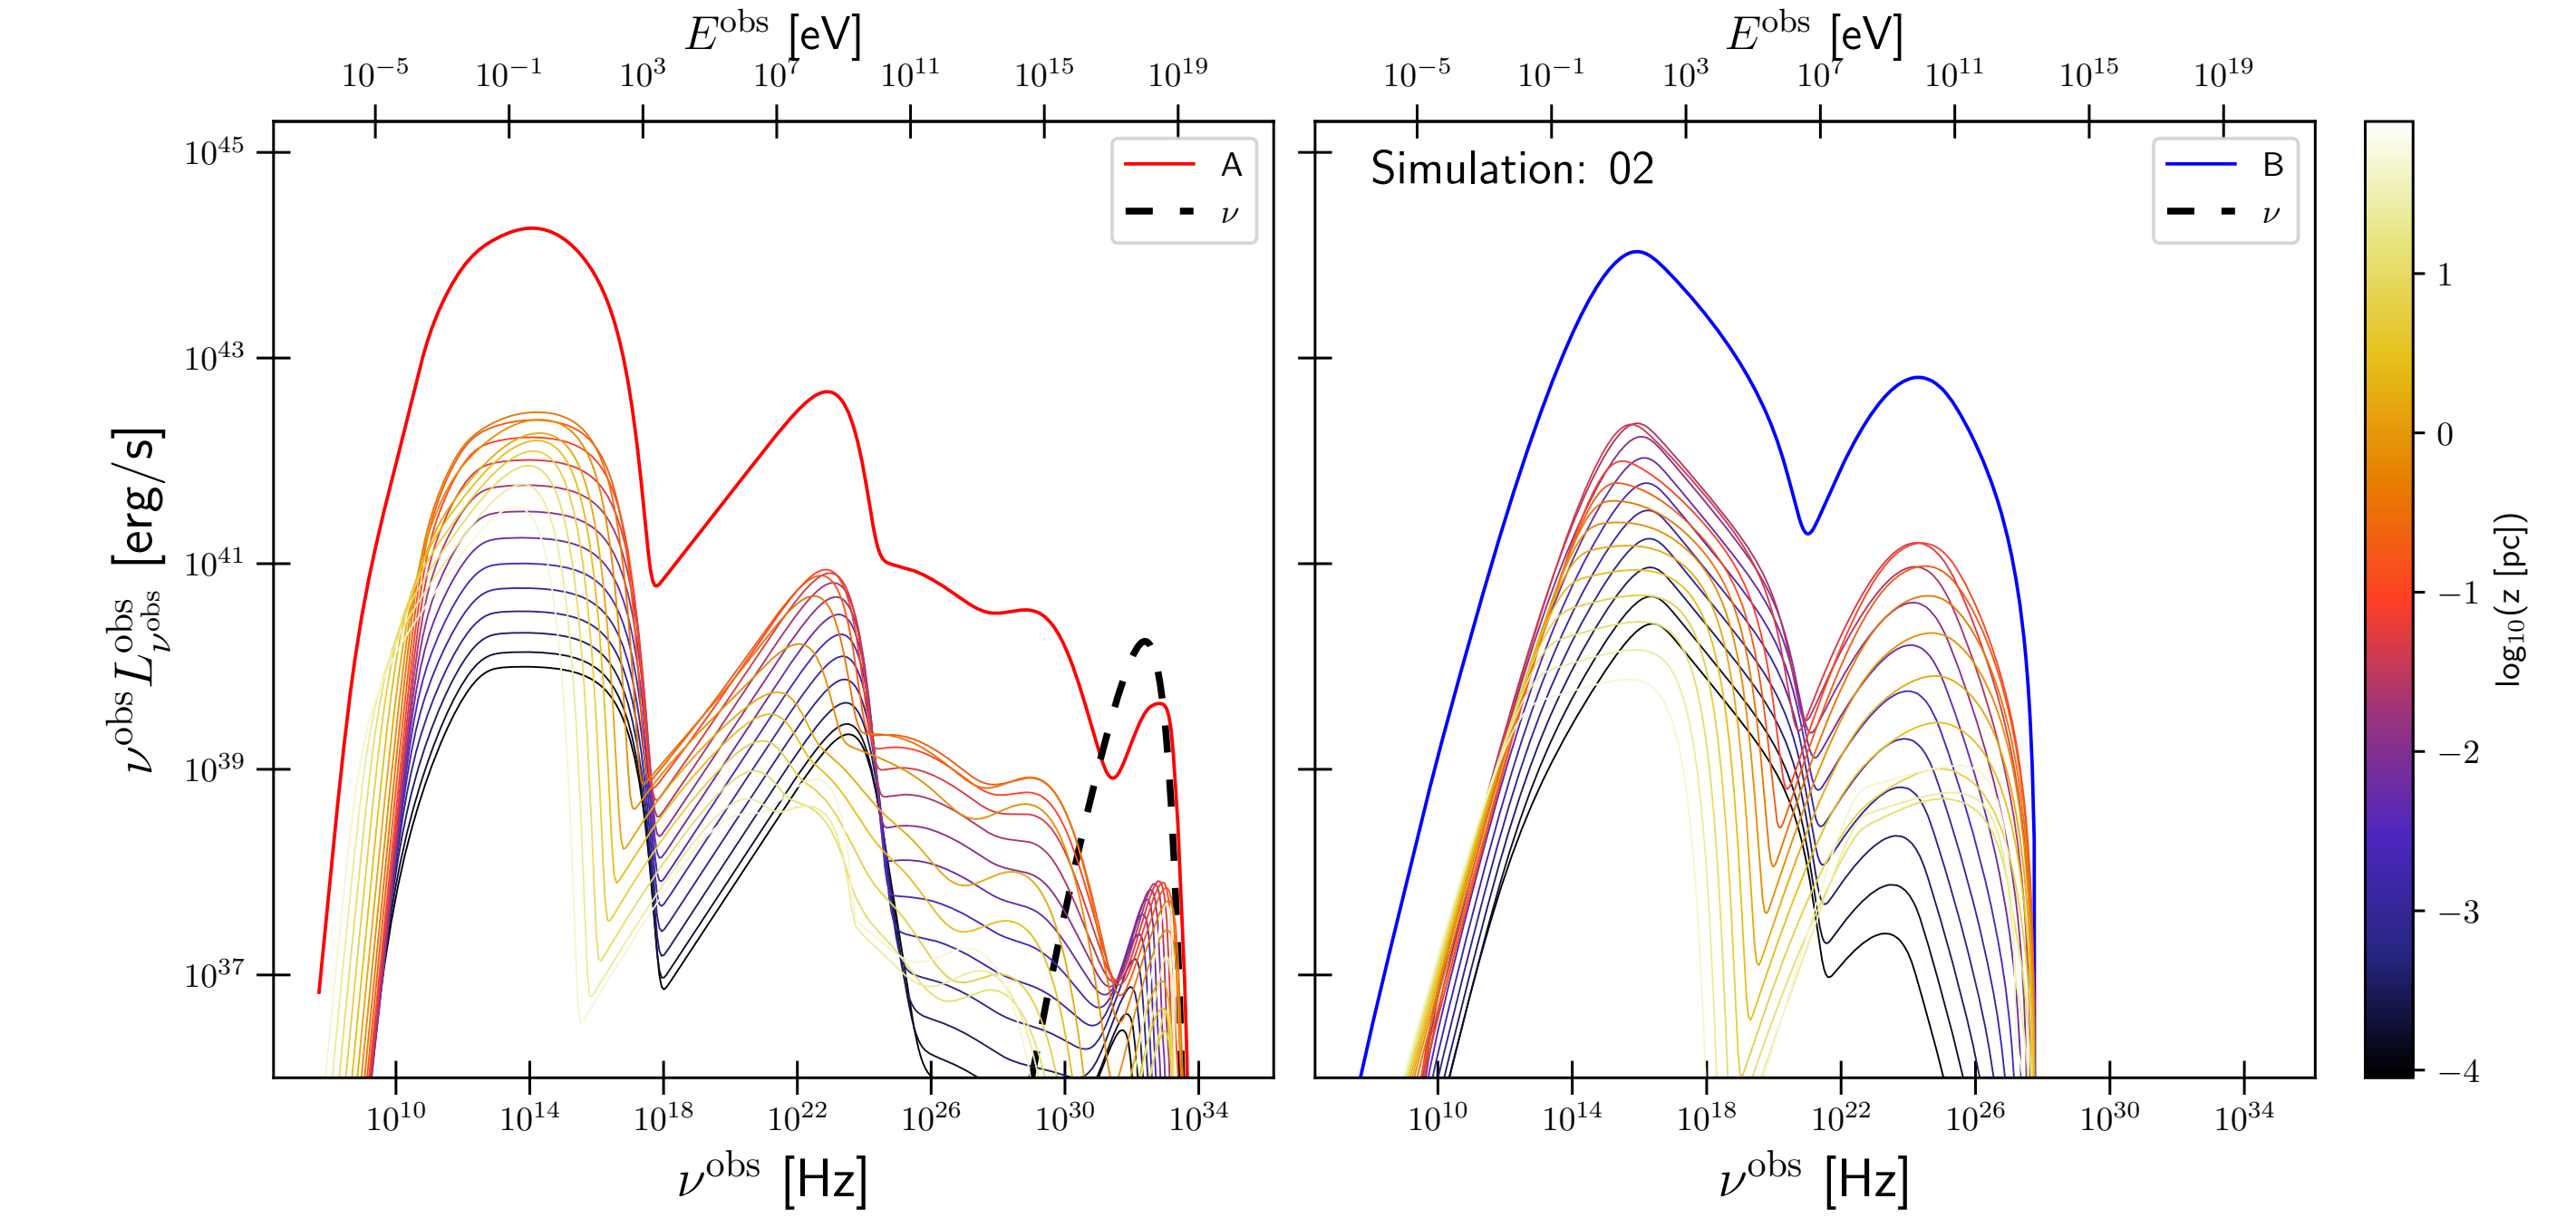 E^obs [eV]
10^−5 10^−1 10^3 10^7 10^11 10^15 10^19
10^45
10^43
10^41
10^39
10^37
ν^obs L^obs_ν^obs [erg/s]
A
ν
10^10 10^14 10^18 10^22 10^26 10^30 10^34
ν^obs [Hz]
E^obs [eV]
10^−5 10^−1 10^3 10^7 10^11 10^15 10^19
Simulation: 02
B
ν
10^10 10^14 10^18 10^22 10^26 10^30 10^34
ν^obs [Hz]
1
0
−1
−2
−3
−4
log₁₀(z [pc])